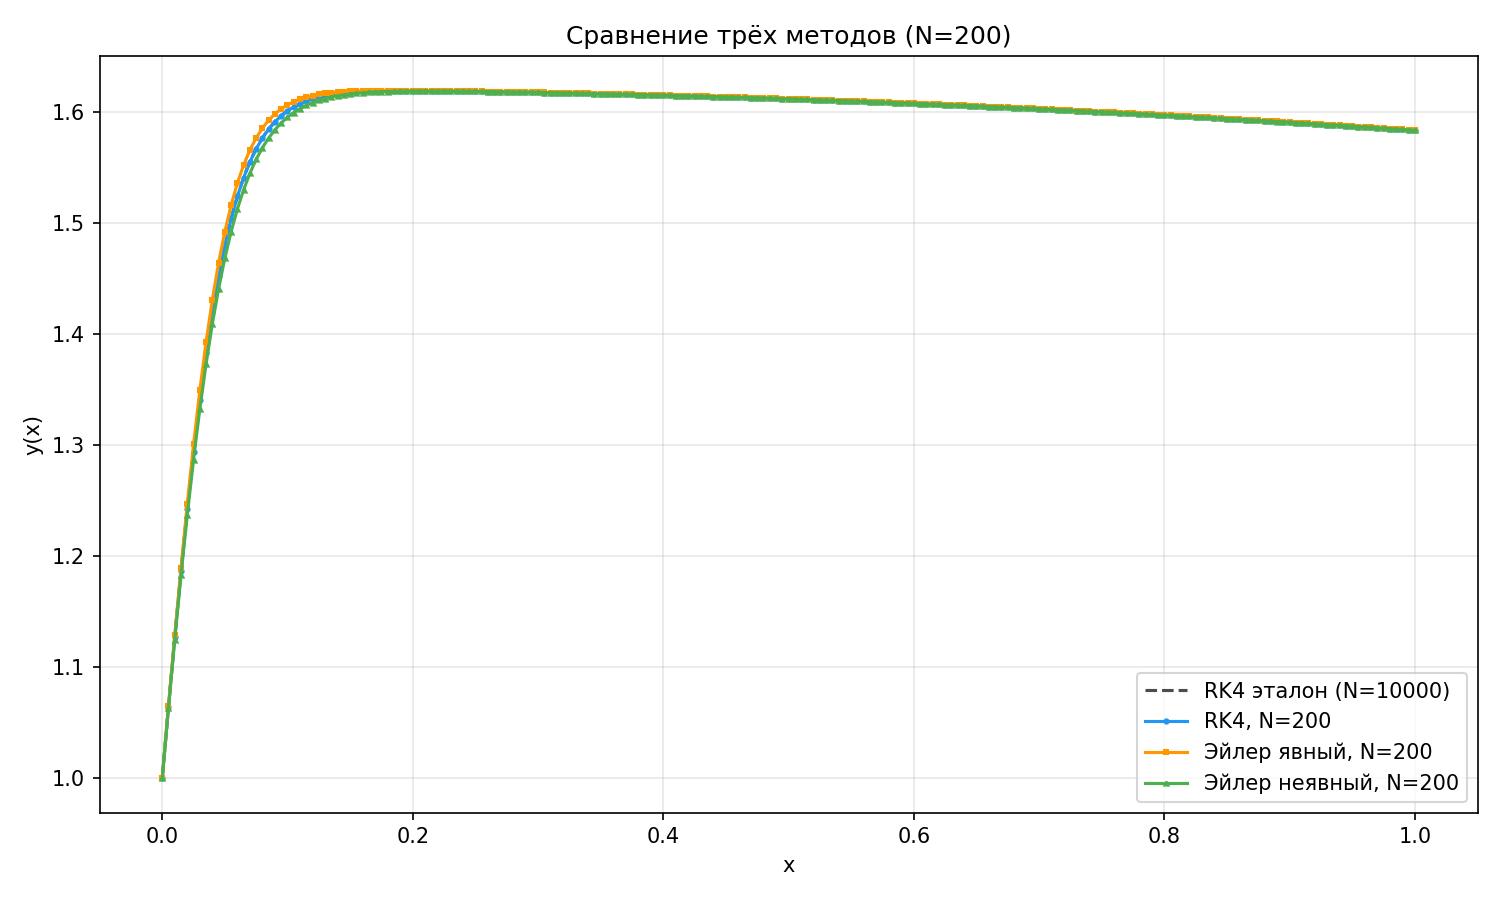 Сравнение трёх методов (N=200)
y(x)
1.6
1.5
1.4
1.3
1.2
1.1
1.0
RK4 эталон (N=10000)
RK4, N=200
Эйлер явный, N=200
Эйлер неявный, N=200
0.0 0.2 0.4 0.6 0.8 1.0
x